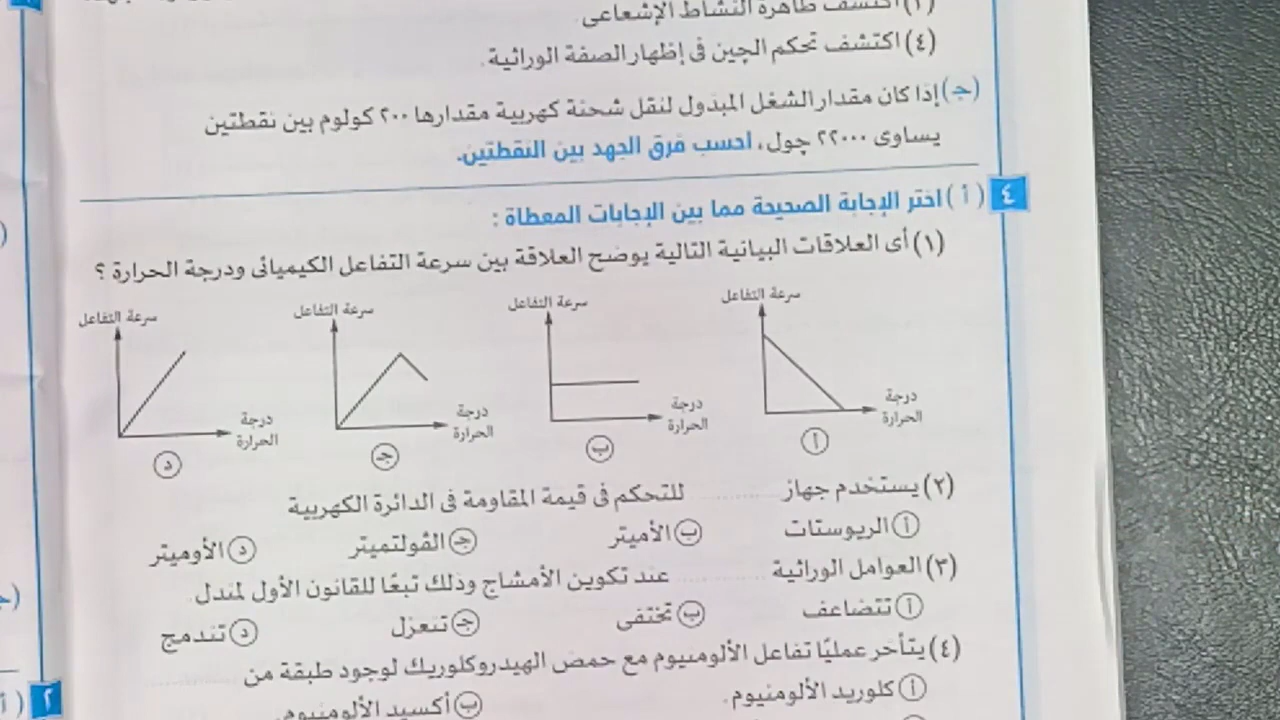 (٣) اكتشف ظاهرة النشاط الإشعاعى.
(٤) اكتشف تحكم الچين فى إظهار الصفة الوراثية.
(جـ) إذا كان مقدار الشغل المبذول لنقل شحنة كهربية مقدارها ٢٠٠ كولوم بين نقطتين
يساوى ٢٢٠٠٠ چول، احسب فرق الجهد بين النقطتين.
٤ (أ) اختر الإجابة الصحيحة مما بين الإجابات المعطاة :
(١) أى العلاقات البيانية التالية يوضح العلاقة بين سرعة التفاعل الكيميائى ودرجة الحرارة ؟
سرعة التفاعل سرعة التفاعل سرعة التفاعل سرعة التفاعل
درجة الحرارة درجة الحرارة درجة الحرارة درجة الحرارة
أ ب جـ د
(٢) يستخدم جهاز .......... للتحكم فى قيمة المقاومة فى الدائرة الكهربية
أ الريوستات ب الأميتر جـ الڤولتميتر د الأوميتر
(٣) العوامل الوراثية .......... عند تكوين الأمشاج وذلك تبعًا للقانون الأول لمندل.
أ تتضاعف ب تختفى جـ تنعزل د تندمج
(٤) يتأخر عمليًا تفاعل الألومنيوم مع حمض الهيدروكلوريك لوجود طبقة من ..........
أ كلوريد الألومنيوم. ب أكسيد الألومنيوم.
٢ (أ